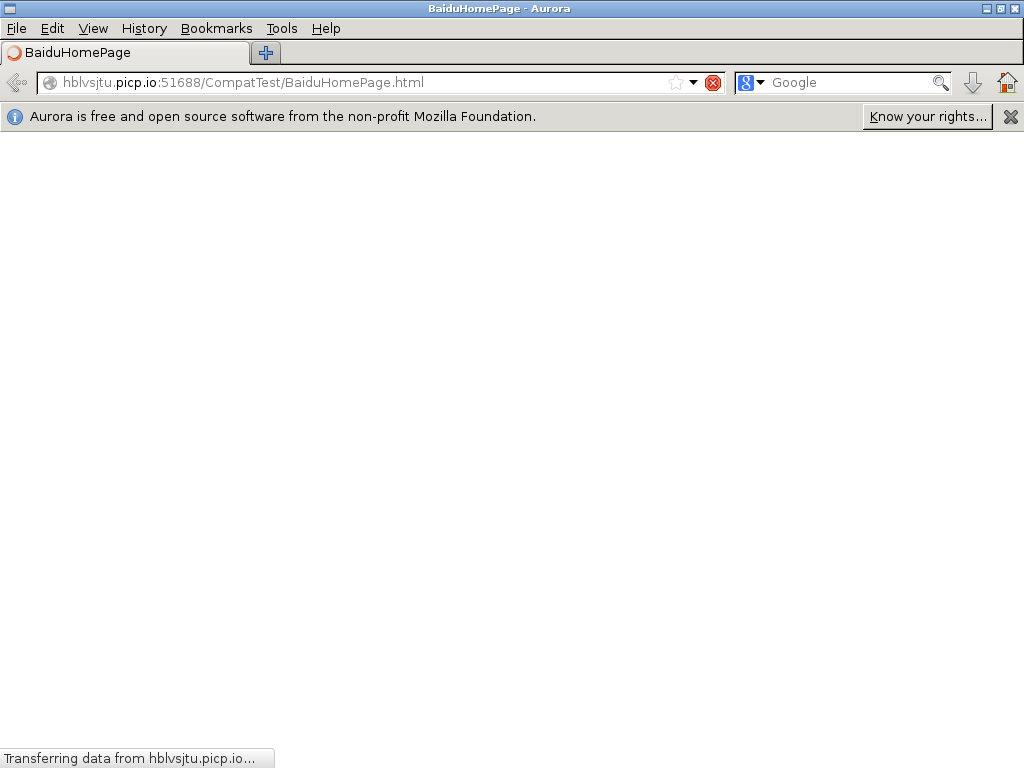 BaiduHomePage - Aurora
File Edit View History Bookmarks Tools Help
BaiduHomePage
hblvsjtu.picp.io:51688/CompatTest/BaiduHomePage.html Google
Aurora is free and open source software from the non-profit Mozilla Foundation. Know your rights...
Transferring data from hblvsjtu.picp.io...